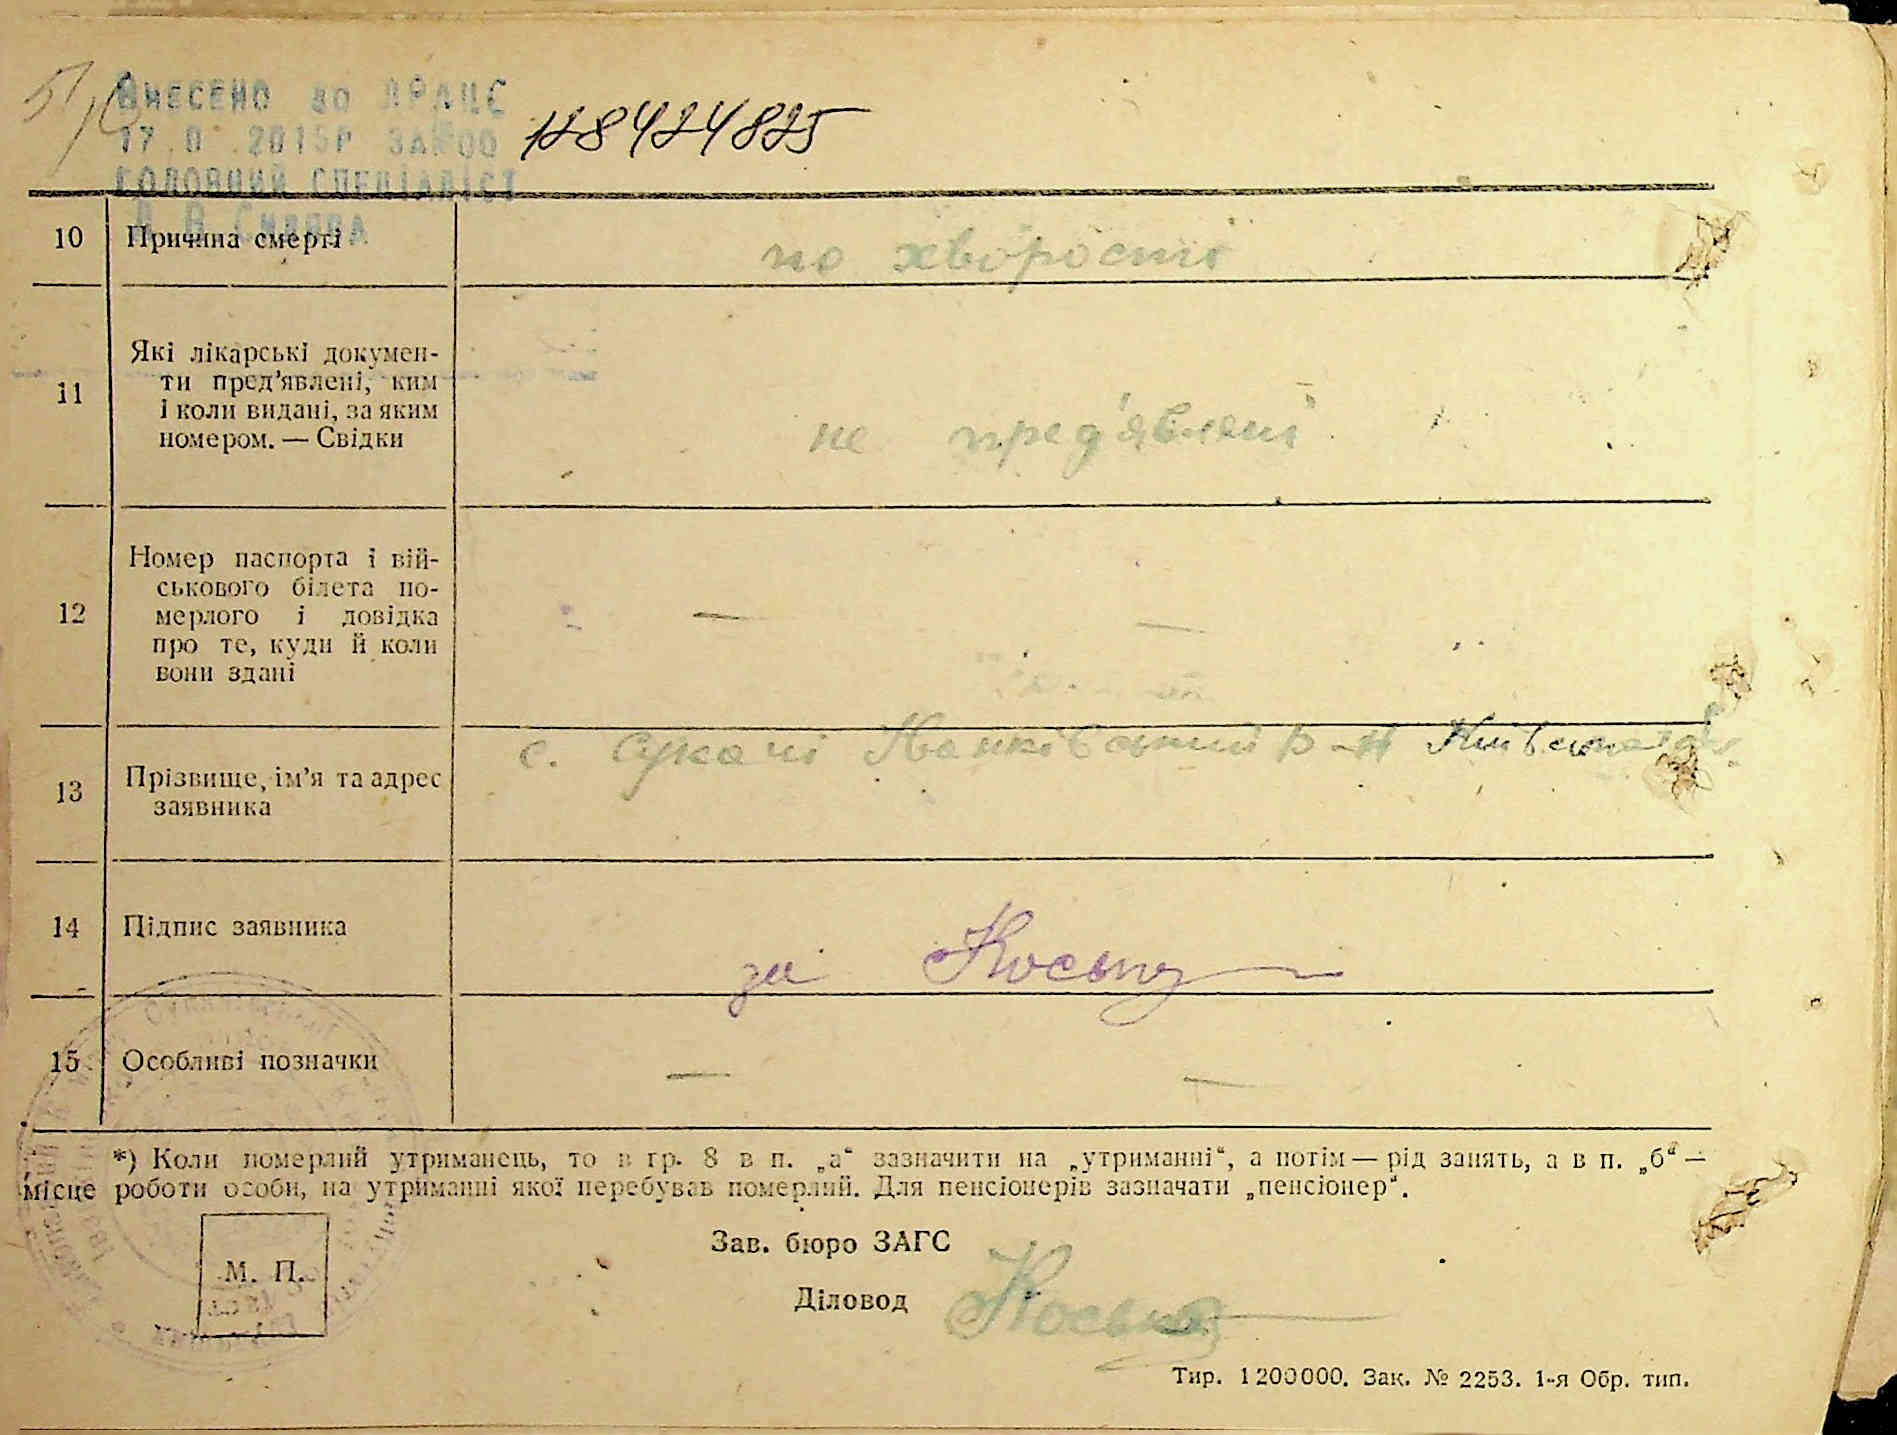 ВНЕСЕНО до ДРАЦС
2015Р
128424825
ГОЛОВНИЙ СПЕЦІАЛІСТ
10 Причина смерті
по хворості
11 Які лікарські докумен-
ти пред’явлені, ким
і коли видані, за яким
номером. — Свідки
не пред'явлені
12 Номер паспорта і вій-
ськового білета по-
мерлого і довідка
про те, куди й коли
вони здані
— —
с. Сукачі Іванківський р-н Київська
13 Прізвище, ім’я та адрес
заявника
14 Підпис заявника
за
15 Особливі позначки
— —
*) Коли померлий утриманець, то в гр. 8 в п. „а“ зазначити на „утриманні“, а потім — рід занять, а в п. „б“ —
місце роботи особи, на утриманні якої перебував померлий. Для пенсіонерів зазначати „пенсіонер“.
Зав. бюро ЗАГС
М. П.
Діловод
Тир. 1200000. Зак. № 2253. 1-я Обр. тип.